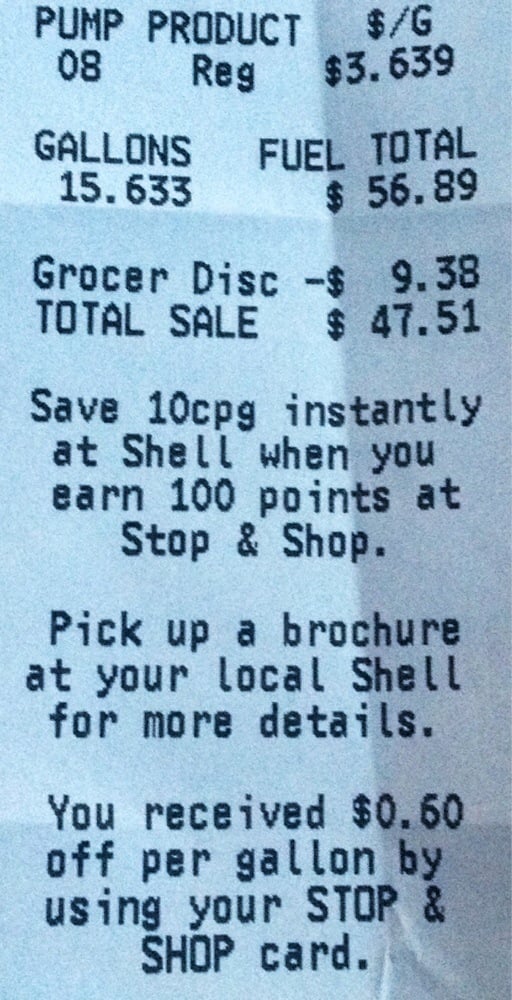 PUMP PRODUCT $/G
08 Reg $3.639
GALLONS FUEL TOTAL
15.633 $ 56.89
Grocer Disc -$ 9.38
TOTAL SALE $ 47.51
Save 10cpg instantly
at Shell when you
earn 100 points at
Stop & Shop.
Pick up a brochure
at your local Shell
for more details.
You received $0.60
off per gallon by
using your STOP &
SHOP card.